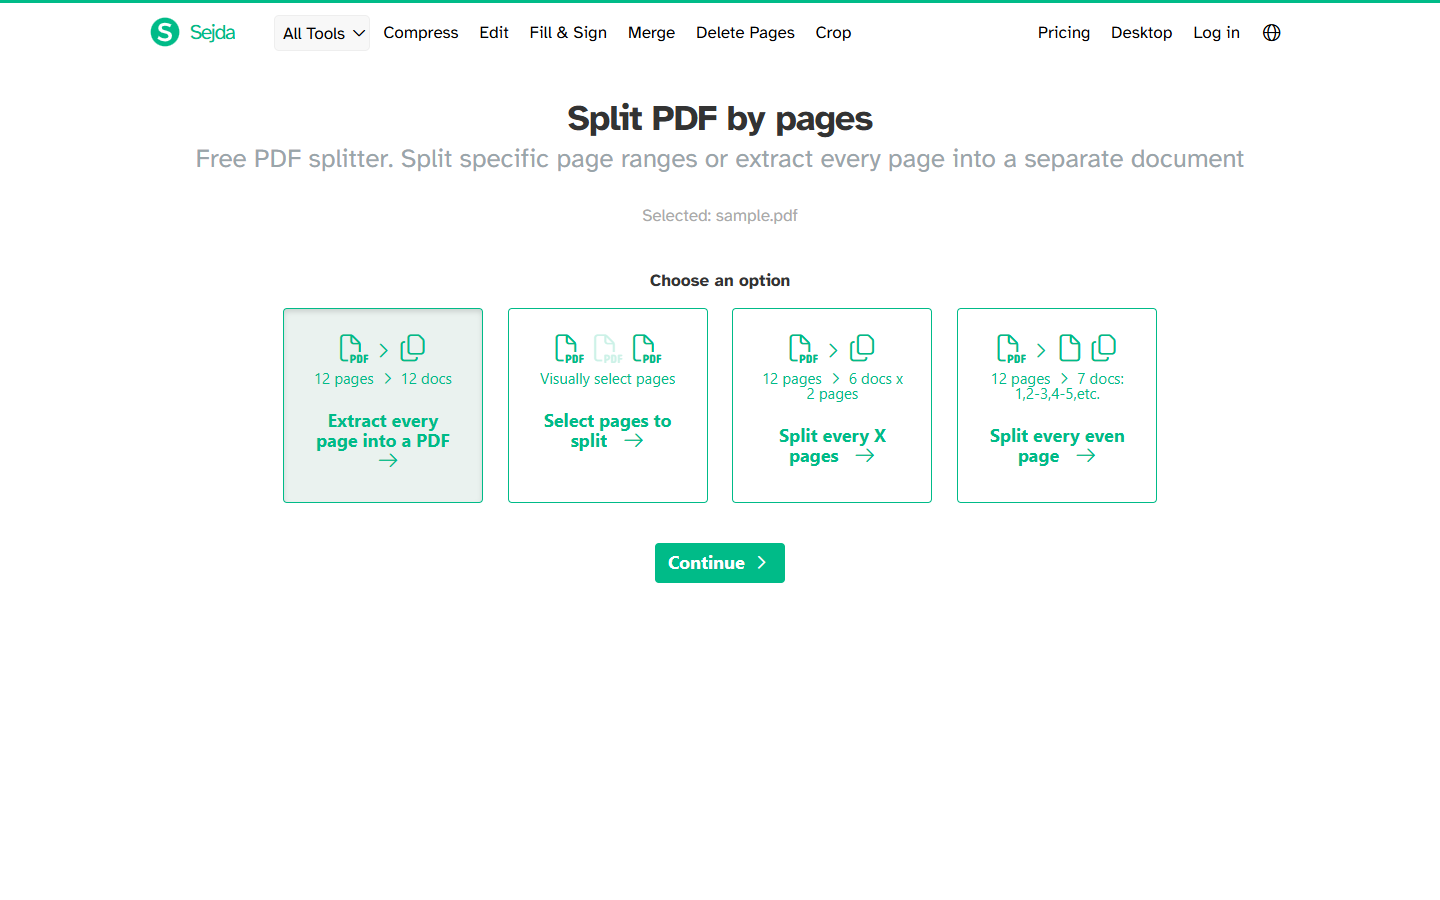 Sejda
All Tools
Compress
Edit
Fill & Sign
Merge
Delete Pages
Crop
Pricing
Desktop
Log in
Split PDF by pages
Free PDF splitter. Split specific page ranges or extract every page into a separate document
Selected: sample.pdf
Choose an option
PDF
12 pages > 12 docs
Extract every
page into a PDF
PDF PDF PDF
Visually select pages
Select pages to
split
PDF
12 pages > 6 docs x
2 pages
Split every X
pages
PDF
12 pages > 7 docs:
1,2-3,4-5,etc.
Split every even
page
Continue